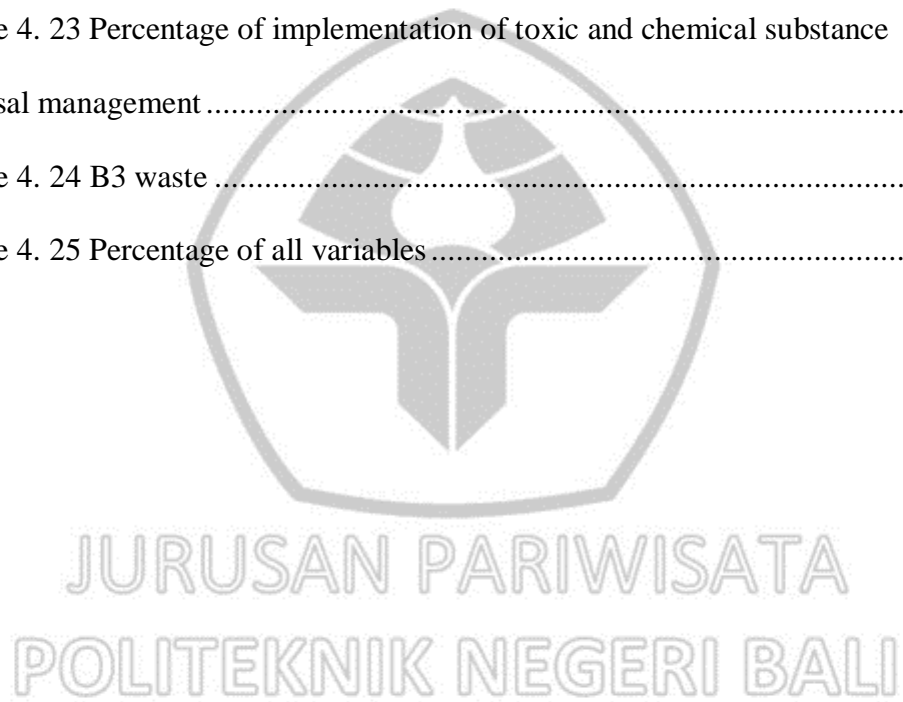 e 4. 23 Percentage of implementation of toxic and chemical substance
sal management ....................................................................................
e 4. 24 B3 waste ...................................................................................
e 4. 25 Percentage of all variables .........................................................
JURUSAN PARIWISATA
POLITEKNIK NEGERI BALI